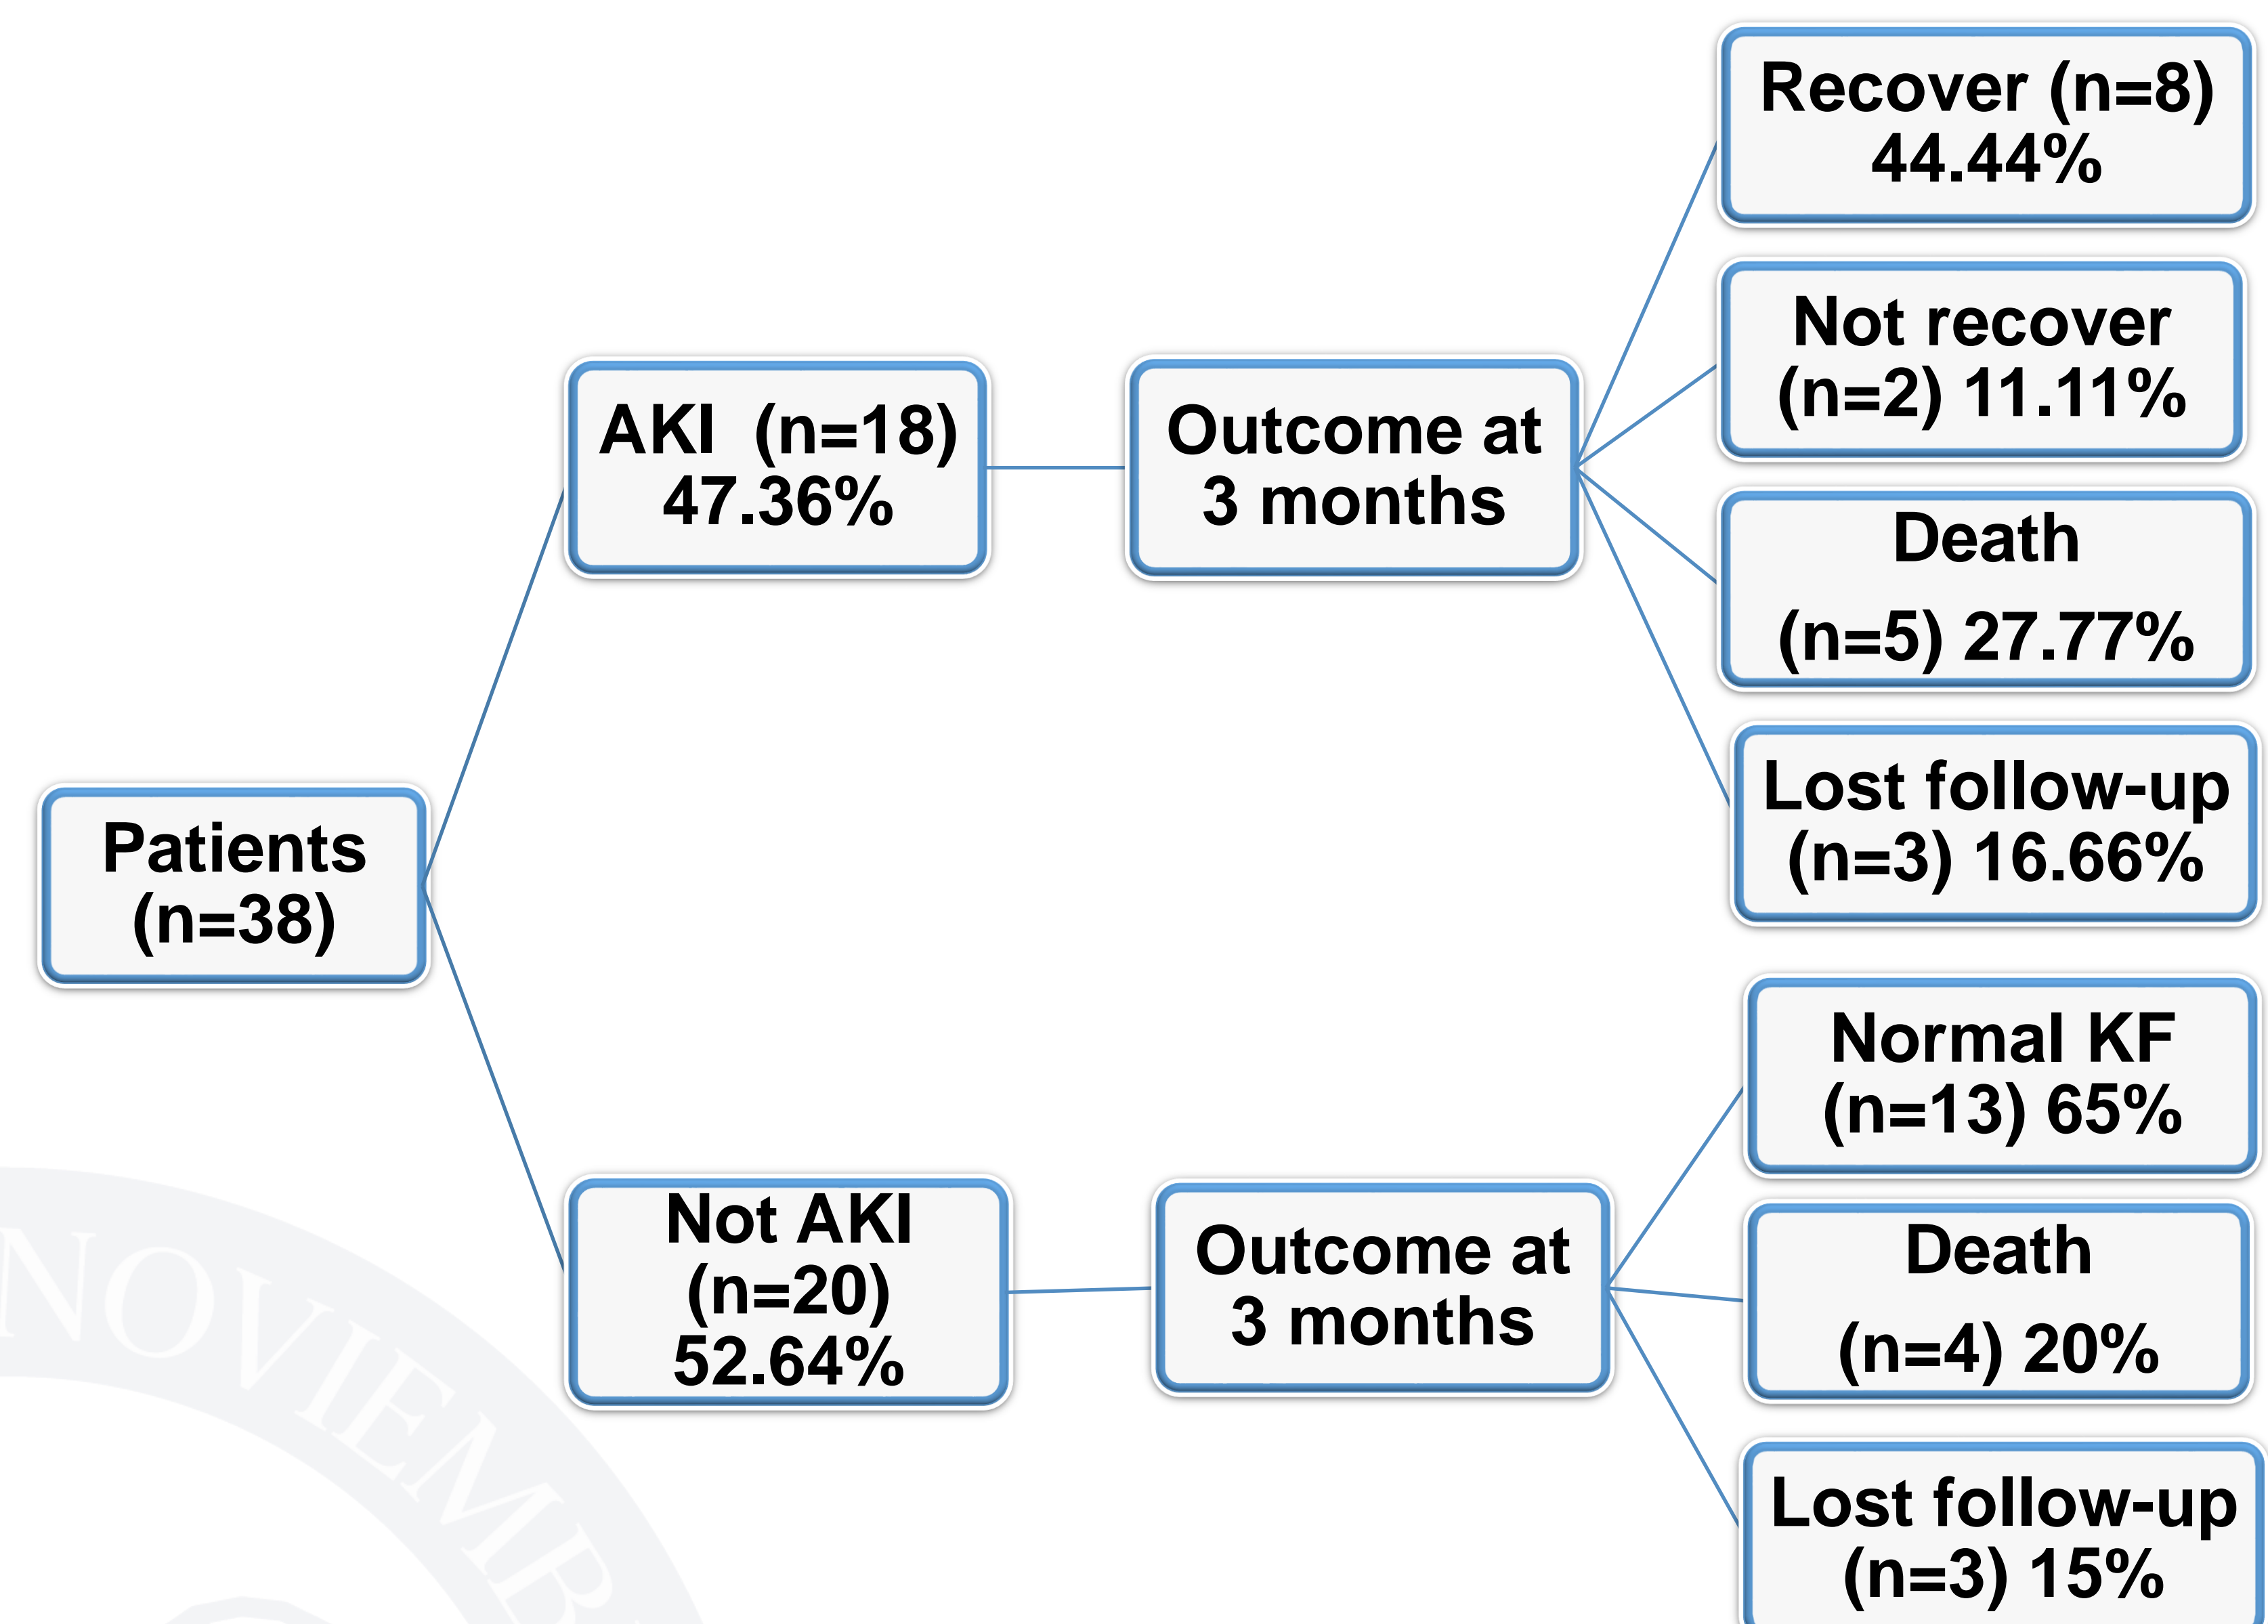 Patients
(n=38)
AKI (n=18)
47.36%
Outcome at
3 months
Recover (n=8)
44.44%
Not recover
(n=2) 11.11%
Death
(n=5) 27.77%
Lost follow-up
(n=3) 16.66%
Not AKI
(n=20)
52.64%
Outcome at
3 months
Normal KF
(n=13) 65%
Death
(n=4) 20%
Lost follow-up
(n=3) 15%
NOVIEMB